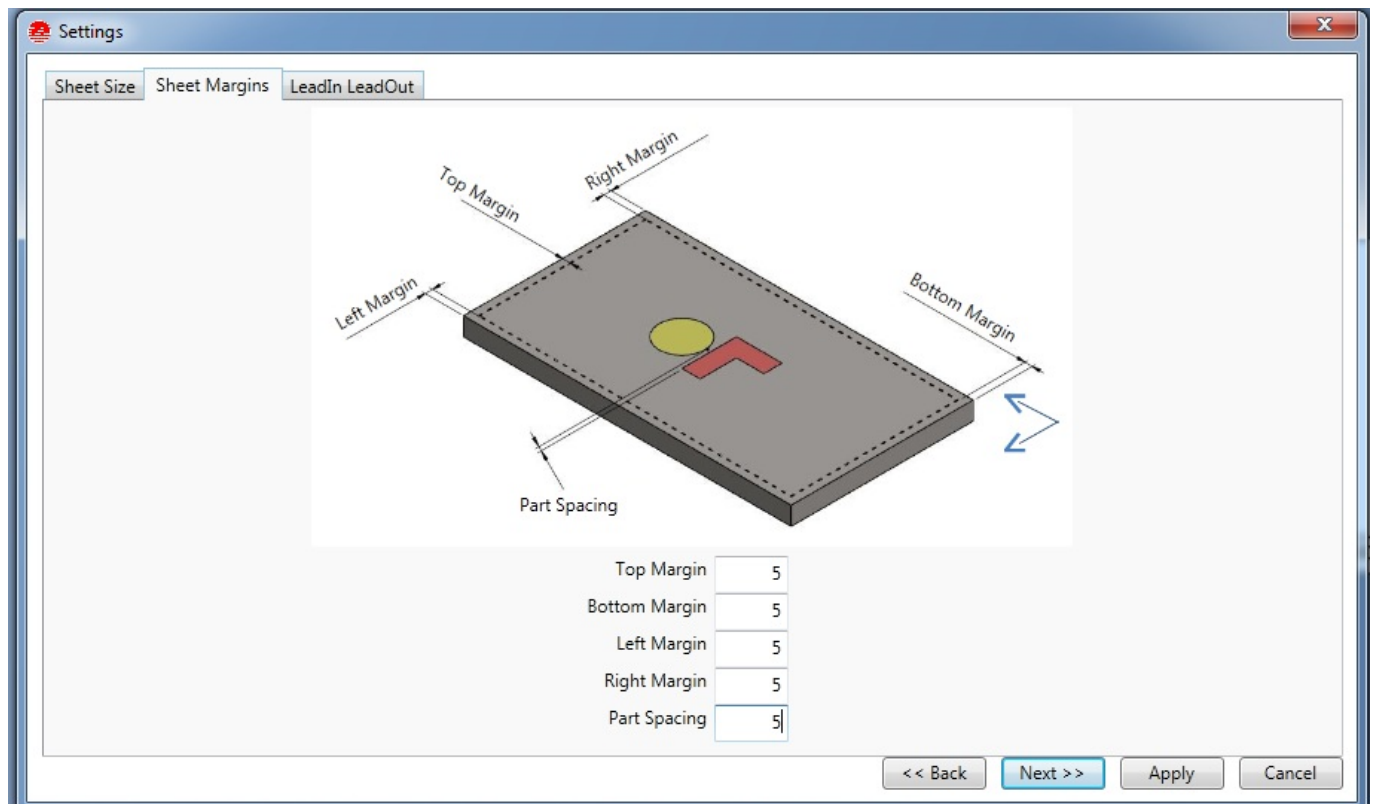 Settings
X
Sheet Size Sheet Margins LeadIn LeadOut
Right Margin
Top Margin
Left Margin
Bottom Margin
Part Spacing
Top Margin 5
Bottom Margin 5
Left Margin 5
Right Margin 5
Part Spacing 5
<< Back Next >> Apply Cancel